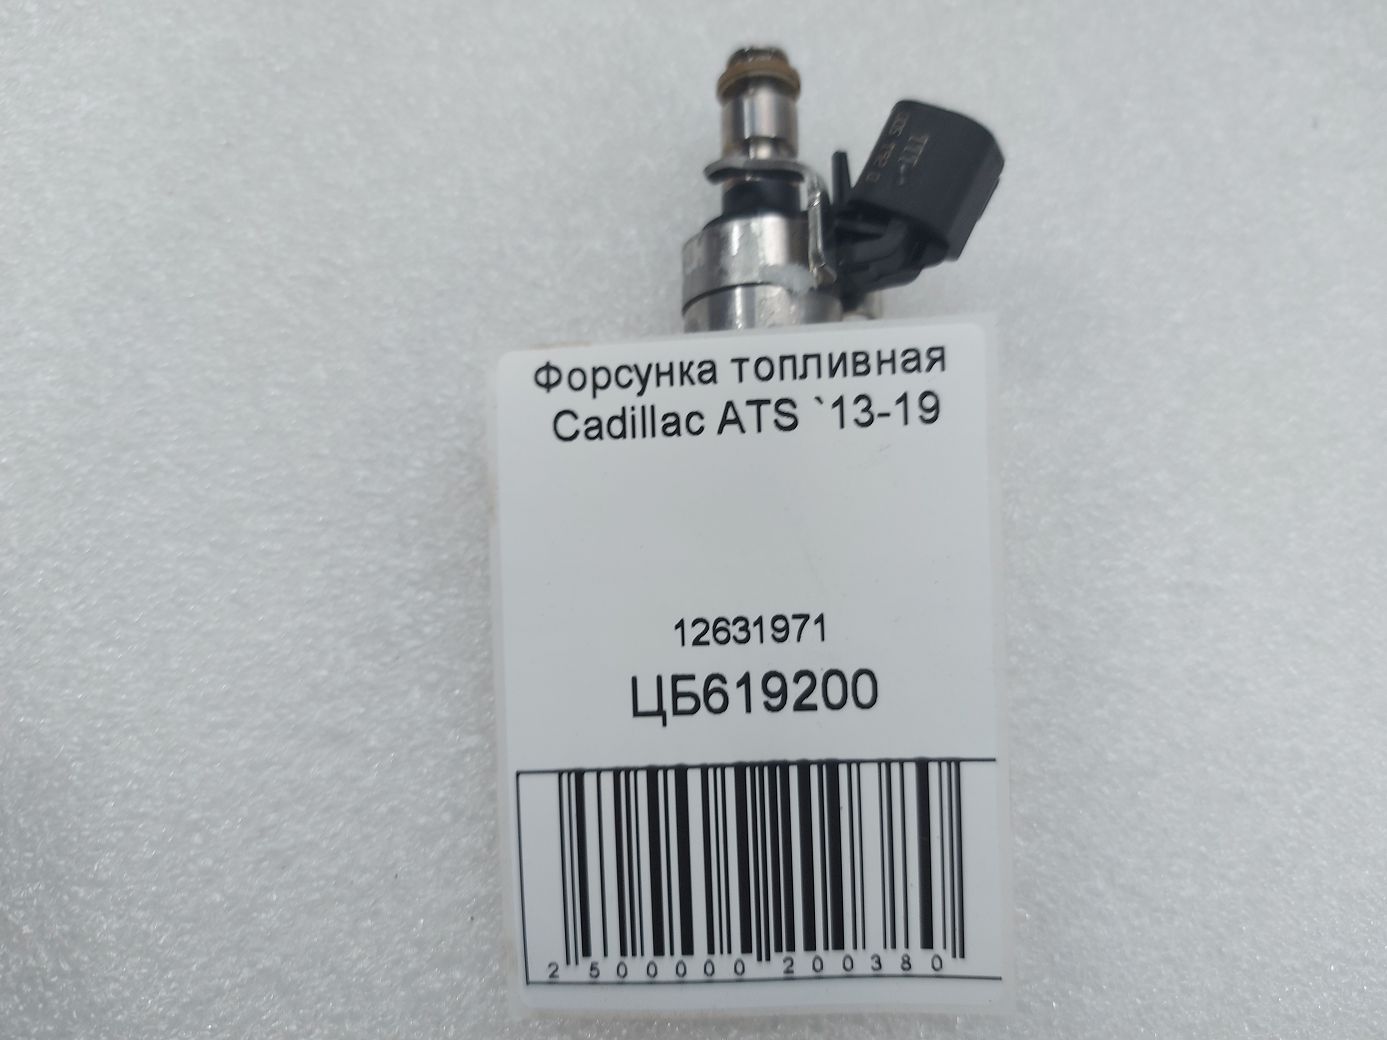 Форсунка топливная
Cadillac ATS `13-19
12631971
ЦБ619200
2 500000 200380